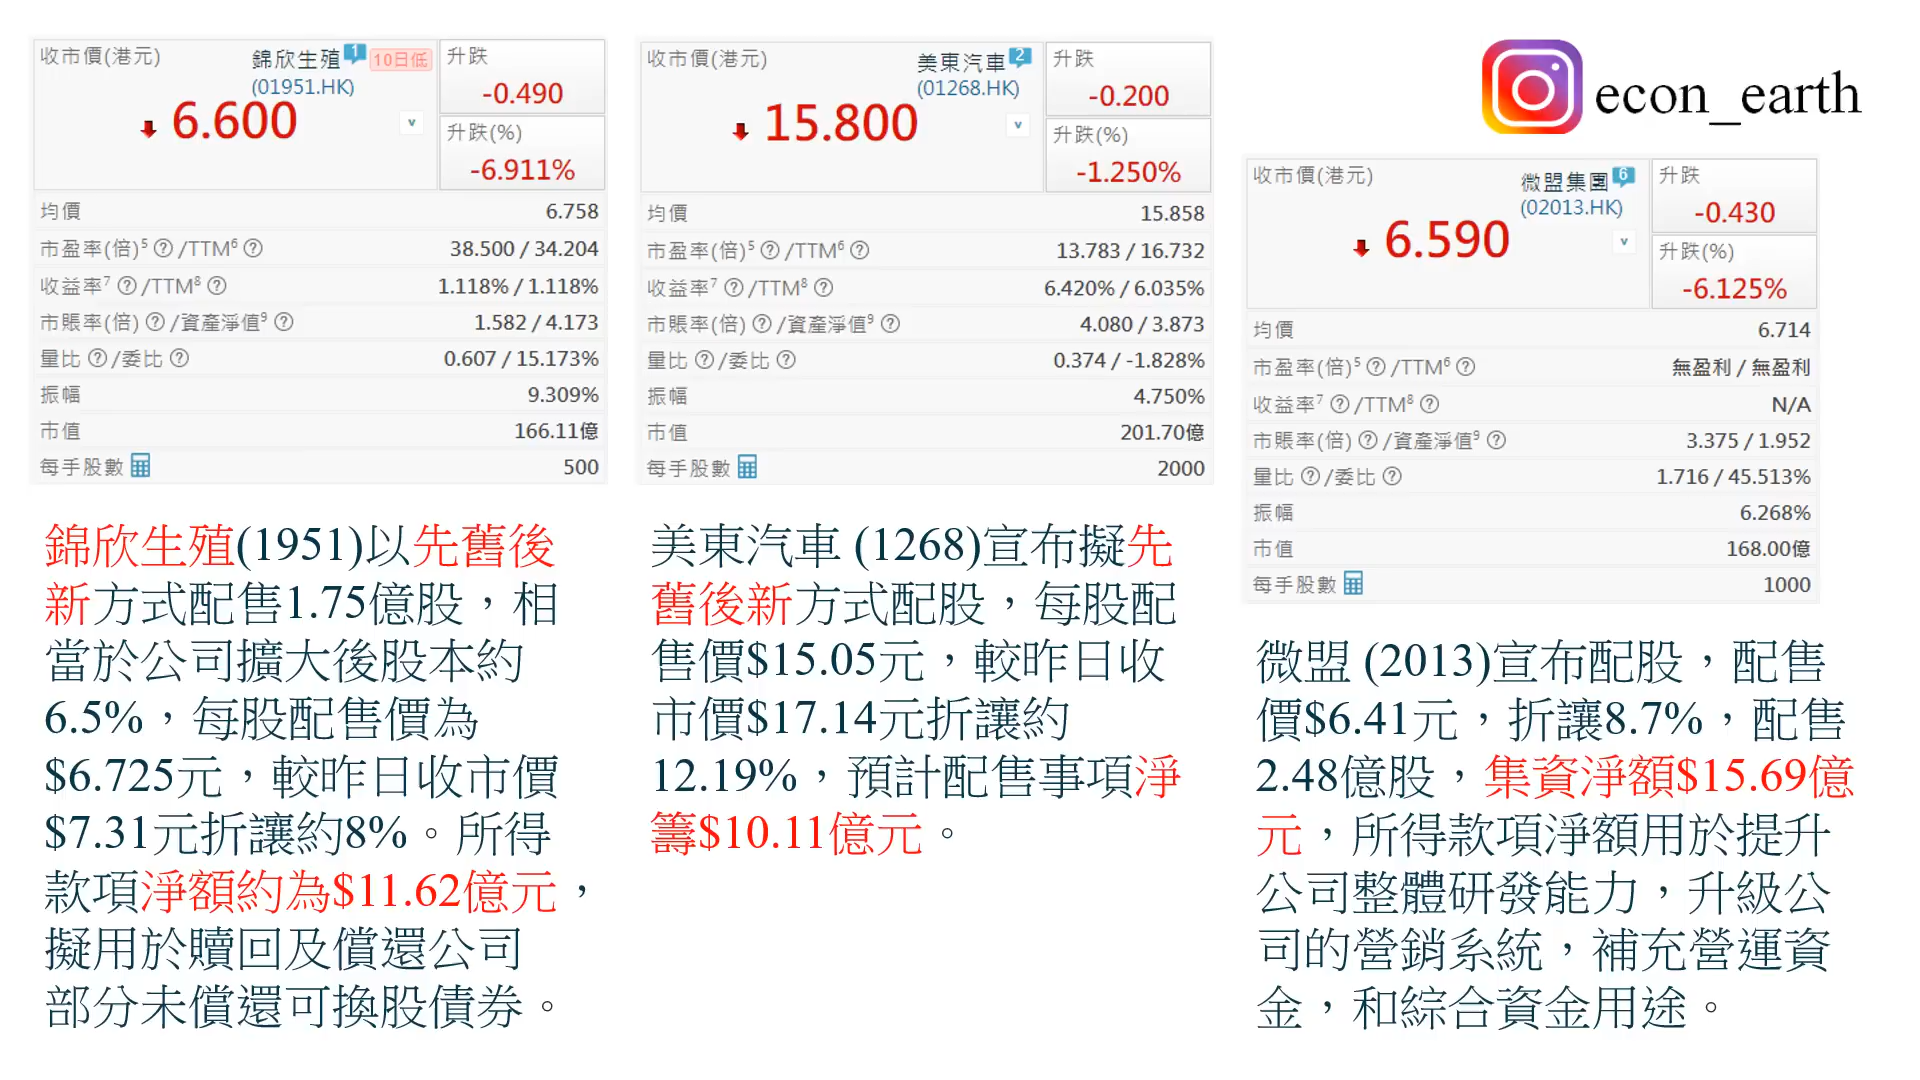 收市價(港元)
錦欣生殖 1 10日低
(01951.HK)
6.600
升跌
-0.490
升跌(%)
-6.911%
均價 6.758
市盈率(倍)5 /TTM6 38.500 / 34.204
收益率7 /TTM8 1.118% / 1.118%
市賬率(倍) /資產淨值9 1.582 / 4.173
量比 /委比 0.607 / 15.173%
振幅 9.309%
市值 166.11億
每手股數 500
錦欣生殖(1951)以先舊後
新方式配售1.75億股，相
當於公司擴大後股本約
6.5%，每股配售價為
$6.725元，較昨日收市價
$7.31元折讓約8%。所得
款項淨額約為$11.62億元，
擬用於贖回及償還公司
部分未償還可換股債券。
收市價(港元)
美東汽車 2
(01268.HK)
15.800
升跌
-0.200
升跌(%)
-1.250%
均價 15.858
市盈率(倍)5 /TTM6 13.783 / 16.732
收益率7 /TTM8 6.420% / 6.035%
市賬率(倍) /資產淨值9 4.080 / 3.873
量比 /委比 0.374 / -1.828%
振幅 4.750%
市值 201.70億
每手股數 2000
美東汽車 (1268)宣布擬先
舊後新方式配股，每股配
售價$15.05元，較昨日收
市價$17.14元折讓約
12.19%，預計配售事項淨
籌$10.11億元。
econ_earth
收市價(港元)
微盟集團 6
(02013.HK)
6.590
升跌
-0.430
升跌(%)
-6.125%
均價 6.714
市盈率(倍)5 /TTM6 無盈利 / 無盈利
收益率7 /TTM8 N/A
市賬率(倍) /資產淨值9 3.375 / 1.952
量比 /委比 1.716 / 45.513%
振幅 6.268%
市值 168.00億
每手股數 1000
微盟 (2013)宣布配股，配售
價$6.41元，折讓8.7%，配售
2.48億股，集資淨額$15.69億
元，所得款項淨額用於提升
公司整體研發能力，升級公
司的營銷系統，補充營運資
金，和綜合資金用途。